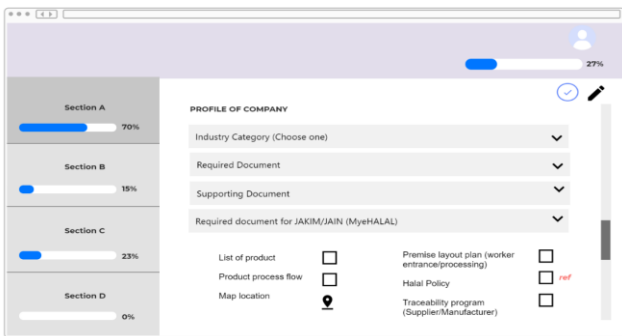 27%
Section A
70%
Section B
15%
Section C
23%
Section D
0%
PROFILE OF COMPANY
Industry Category (Choose one)
Required Document
Supporting Document
Required document for JAKIM/JAIN (MyeHALAL)
List of product
Product process flow
Map location
Premise layout plan (worker
entrance/processing)
Halal Policy
ref
Traceability program
(Supplier/Manufacturer)